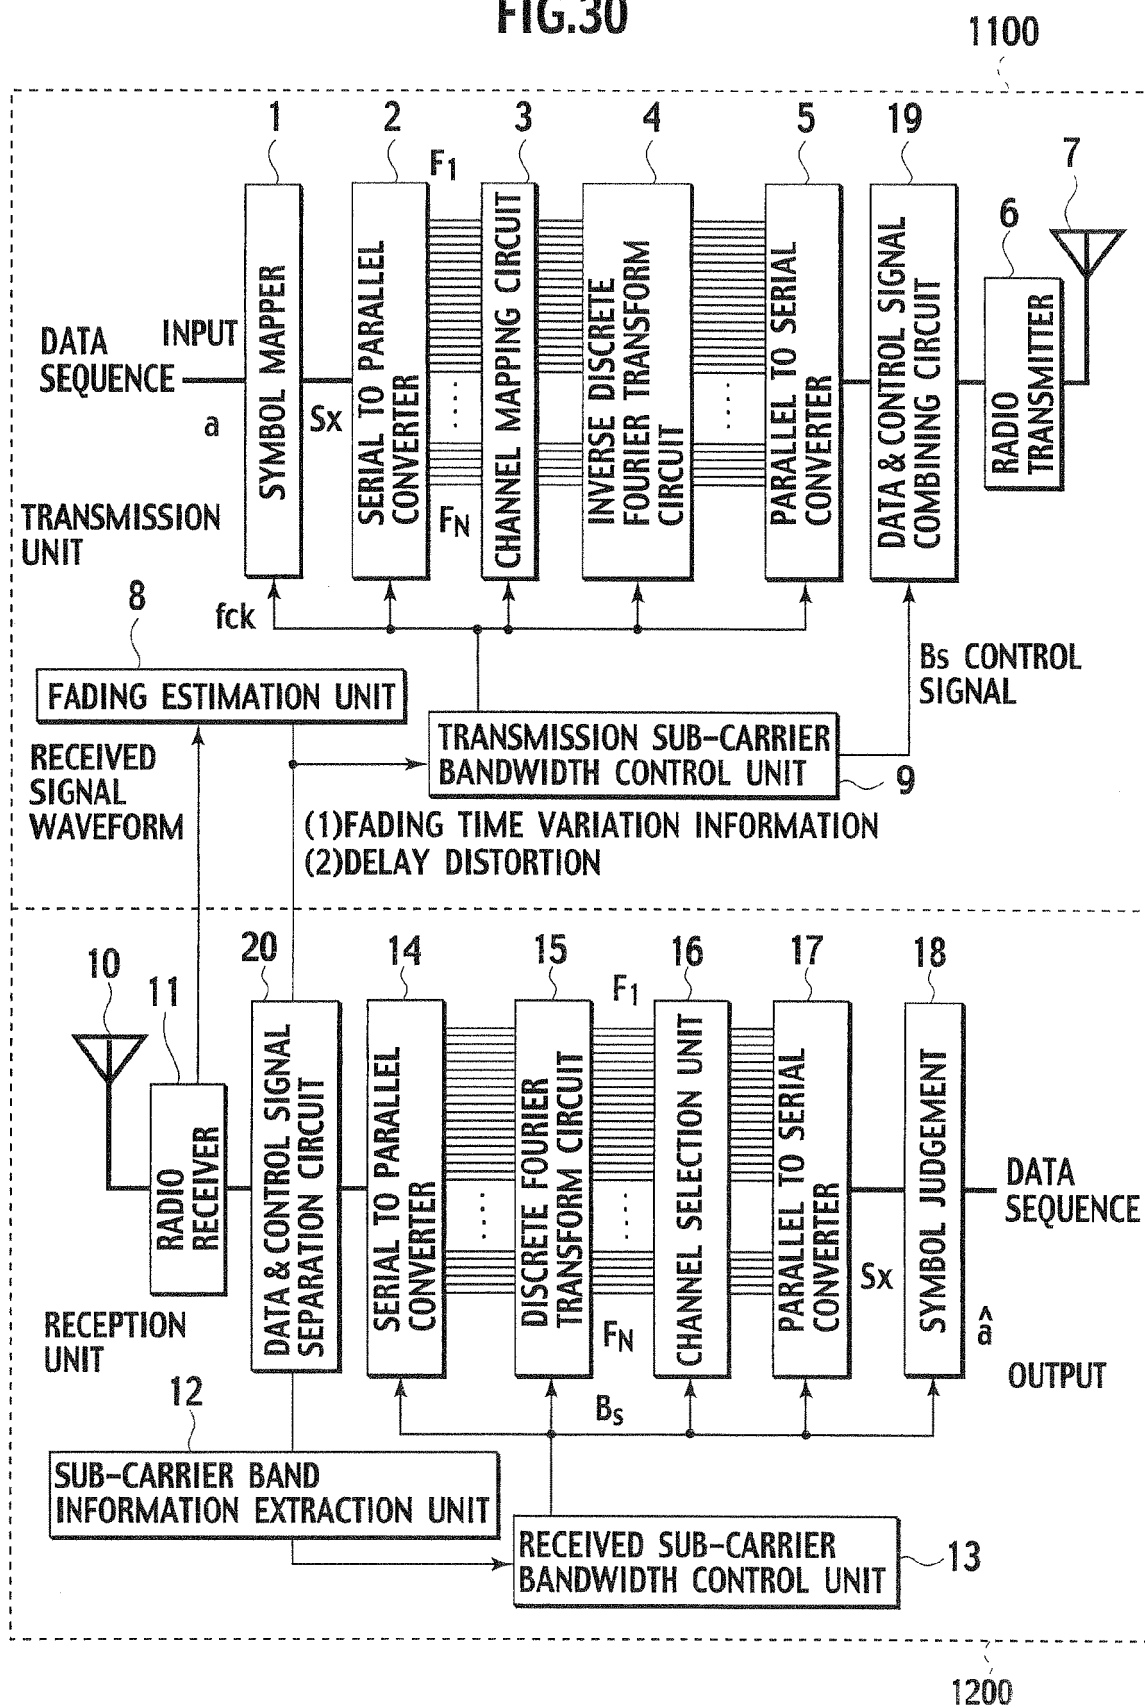 FIG.30
1100
1
2
3
4
5
19
7
6
F1
DATA
SEQUENCE
INPUT
a
SYMBOL MAPPER
Sx
SERIAL TO PARALLEL
CONVERTER
FN
CHANNEL MAPPING CIRCUIT
INVERSE DISCRETE
FOURIER TRANSFORM
CIRCUIT
PARALLEL TO SERIAL
CONVERTER
DATA & CONTROL SIGNAL
COMBINING CIRCUIT
RADIO
TRANSMITTER
TRANSMISSION
UNIT
8
fck
FADING ESTIMATION UNIT
Bs CONTROL
SIGNAL
TRANSMISSION SUB-CARRIER
BANDWIDTH CONTROL UNIT
9
RECEIVED
SIGNAL
WAVEFORM
(1)FADING TIME VARIATION INFORMATION
(2)DELAY DISTORTION
10
11
20
14
15
F1
16
17
18
RADIO
RECEIVER
DATA & CONTROL SIGNAL
SEPARATION CIRCUIT
SERIAL TO PARALLEL
CONVERTER
DISCRETE FOURIER
TRANSFORM CIRCUIT
FN
CHANNEL SELECTION UNIT
PARALLEL TO SERIAL
CONVERTER
Sx
SYMBOL JUDGEMENT
DATA
SEQUENCE
â
OUTPUT
RECEPTION
UNIT
12
Bs
SUB-CARRIER BAND
INFORMATION EXTRACTION UNIT
RECEIVED SUB-CARRIER
BANDWIDTH CONTROL UNIT
13
1200